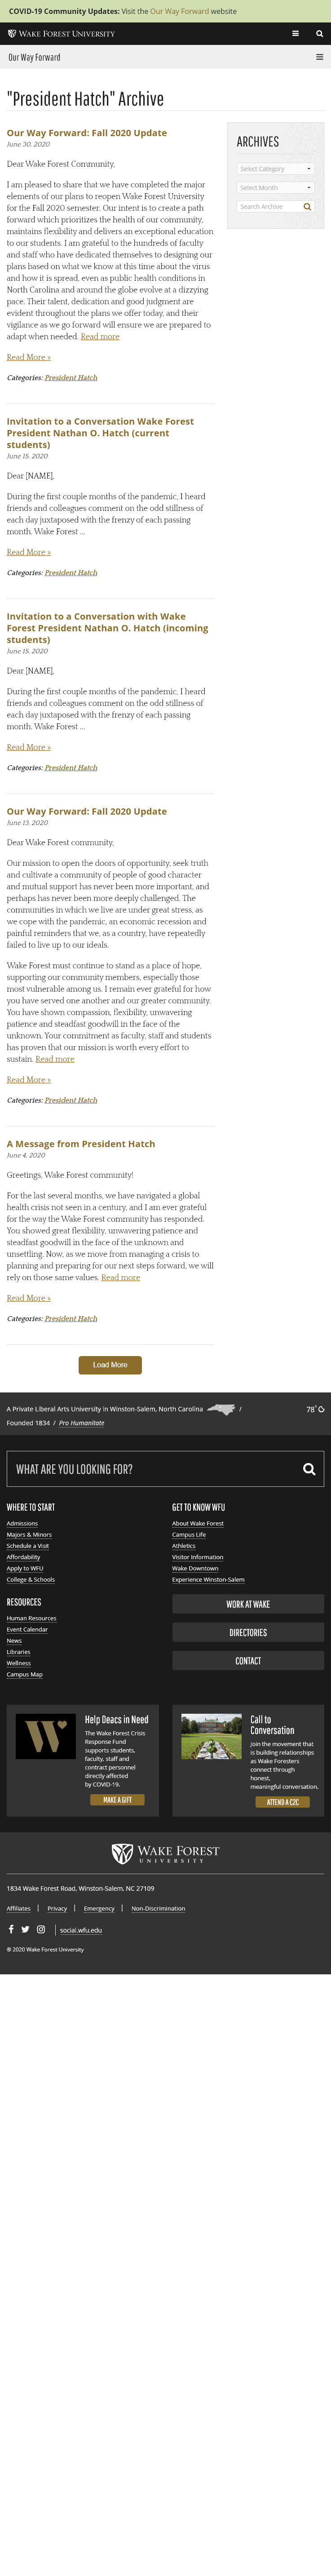 COVID-19 Community Updates: Visit the Our Way Forward website
WAKE FOREST UNIVERSITY
Our Way Forward
"President Hatch" Archive
Our Way Forward: Fall 2020 Update
June 30, 2020
Dear Wake Forest Community,
I am pleased to share that we have completed the major
elements of our plans to reopen Wake Forest University
for the Fall 2020 semester. Our intent is to create a path
forward which prioritizes the health of our community,
maintains our distinctiveness, and delivers an exceptional education
to our students. I am grateful to the hundreds of faculty
and staff who have dedicated themselves to designing our
plans based on what we know at this time about the virus
and how it is spread, as well as public health conditions in
North Carolina and around the globe every day of a dizzying
pace. Their talent, dedication and good judgment are
evident throughout the plans we offer today, and their
vigilance as we go forward will ensure we are prepared to
adapt when needed. Read more
Read More »
Categories: President Hatch
Invitation to a Conversation Wake Forest
President Nathan O. Hatch (current
students)
June 15, 2020
Dear [NAME],
During the first couple months of the pandemic, I heard
friends and colleagues comment on the odd stillness of
each day juxtaposed with the frenzy of each passing
month. Wake Forest ...
Read More »
Categories: President Hatch
Invitation to a Conversation with Wake
Forest President Nathan O. Hatch (incoming
students)
June 15, 2020
Dear [NAME],
During the first couple months of the pandemic, I heard
friends and colleagues comment on the odd stillness of
each day juxtaposed with the frenzy of each passing
month. Wake Forest ...
Read More »
Categories: President Hatch
Our Way Forward: Fall 2020 Update
June 13, 2020
Dear Wake Forest community,
Our mission to open the doors of opportunity, seek truth
and cultivate a community of people of good character
and mutual support has never been more important, and
perhaps has never been more deeply challenged. The
communities in which we live are under great stress, as
we cope with the pandemic, an economic recession and
painful reminders that we, as a country, have repeatedly
failed to live up to our ideals.
Wake Forest must continue to stand as a place of hope,
supporting our community members, especially those
most vulnerable among us. I remain ever grateful for how
you have served one another and our greater community.
You have shown compassion, flexibility, unwavering
patience and optimism in the face of the
unknown, Your commitment as faculty, staff and students
has proven that our mission is worth every effort to
sustain. Read more
Read More »
Categories: President Hatch
A Message from President Hatch
June 4, 2020
Greetings, Wake Forest community!
For the last several months, we have navigated a global
health crisis not seen in a century, and I am ever grateful
for the way the Wake Forest community has responded.
You showed great flexibility, unwavering patience and
steadfast goodwill in the face of the unknown and
unsettling. Now, as we move from managing a crisis to
planning and preparing for our next steps together, we will
rely on those same values. Read more
Read More »
Categories: President Hatch
Load More
ARCHIVES
Select Category
Select Month
Search Archive
A Private Liberal Arts University in Winston-Salem, North Carolina /
Founded 1834 / Pro Humanitate
78°
WHAT ARE YOU LOOKING FOR?
WHERE TO START
Admissions
Majors & Minors
Schedule a Visit
Affordability
Apply to WFU
College & Schools
RESOURCES
Human Resources
Event Calendar
News
Libraries
Wellness
Campus Map
GET TO KNOW WFU
About Wake Forest
Campus Life
Athletics
Visitor Information
Wake Downtown
Experience Winston-Salem
WORK AT WAKE
DIRECTORIES
CONTACT
Help Deacs in Need
The Wake Forest Crisis
Response Fund
supports students,
faculty, staff and
contract personnel
directly affected
by COVID-19.
MAKE A GIFT
Call to
Conversation
Join the movement that
is building relationships
as Wake Foresters
connect through
honest,
meaningful conversation.
ATTEND A C2C
WAKE FOREST
UNIVERSITY
1834 Wake Forest Road, Winston-Salem, NC 27109
Affiliates | Privacy | Emergency | Non-Discrimination
social.wfu.edu
® 2020 Wake Forest University